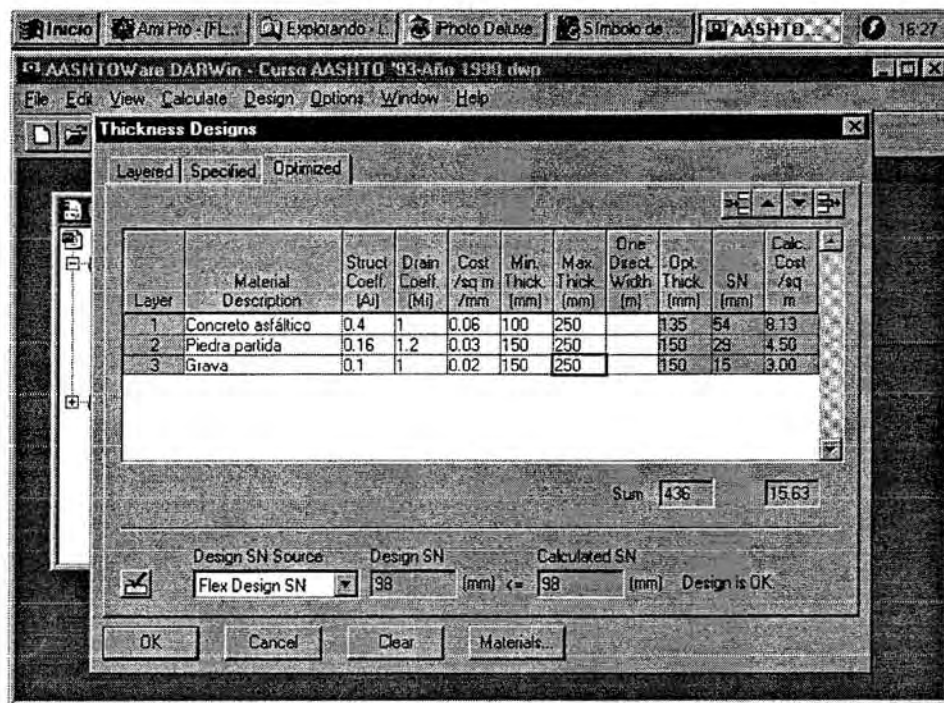 Inicio Ami Pro - [FL... Explorando - L... iPhoto Deluxe Símbolo de ... AASHTO... 16:27
AASHTOWare DARWin - Curso AASHTO '93-Año 1999.dwp
File Edit View Calculate Design Options Window Help
Thickness Designs
Layered Specified Optimized
Layer Material Description Struct Coeff. (Ai) Drain Coeff. (Mi) Cost /sq m /mm Min. Thick. (mm) Max. Thick (mm) One Direct. Width (m) Opt. Thick. (mm) SN (mm) Calc. Cost /sq m
1 Concreto asfáltico 0.4 1 0.06 100 250 135 54 8.13
2 Piedra partida 0.16 1.2 0.03 150 250 150 29 4.50
3 Grava 0.1 1 0.02 150 250 150 15 3.00
Sum 436 15.63
Design SN Source Design SN Calculated SN
Flex Design SN 98 (mm) <= 98 (mm) Design is OK.
OK Cancel Clear Materials...